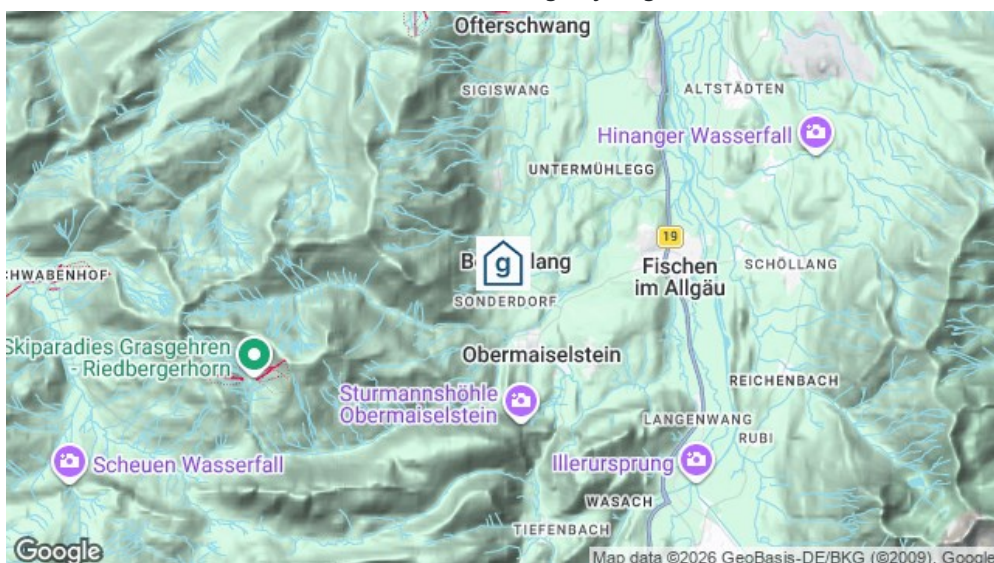 Ofterschwang
SIGISWANG
ALTSTÄDTEN
Hinanger Wasserfall
UNTERMÜHLEGG
19
B
g
lang
Fischen
im Allgäu
SCHÖLLANG
CHWABENHOF
SONDERDORF
Skiparadies Grasgehren
- Riedbergerhorn
Obermaiselstein
REICHENBACH
Sturmannshöhle
Obermaiselstein
LANGENWANG
RUBI
Scheuen Wasserfall
Illerursprung
WASACH
TIEFENBACH
Google
Map data ©2026 GeoBasis-DE/BKG (©2009), Google